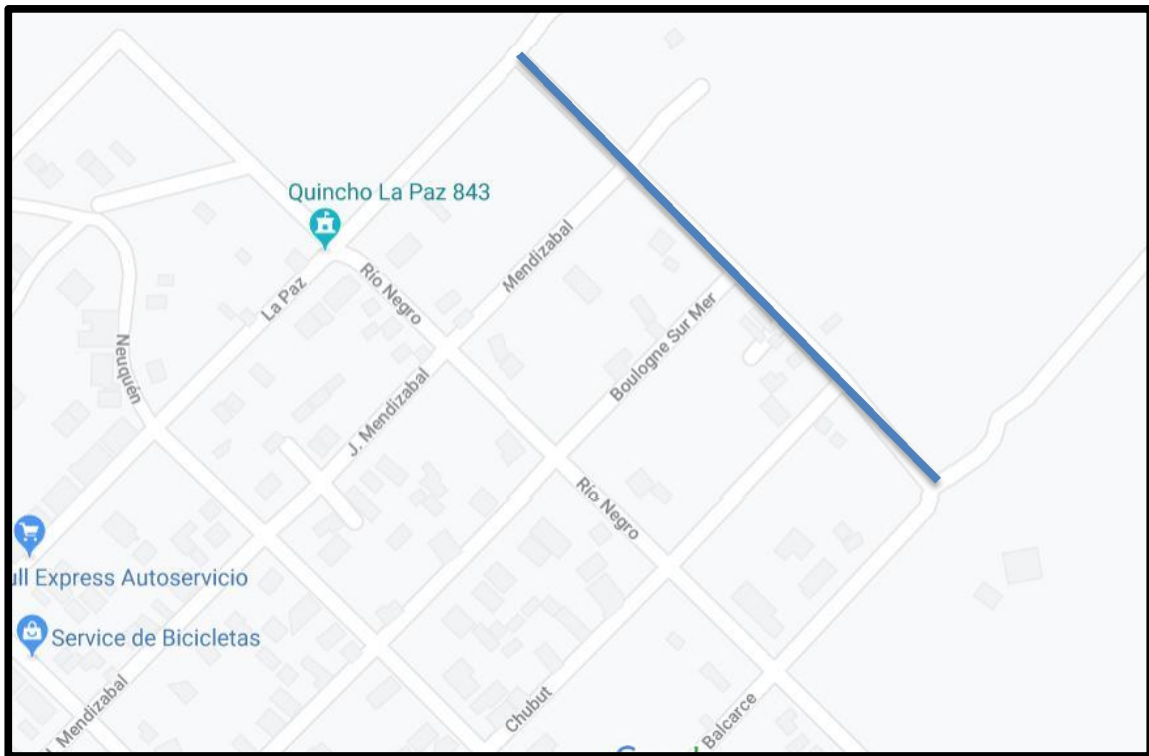 Quincho La Paz 843
Mendizabal
Río Negro
La Paz
Boulogne Sur Mer
Neuquén
J. Mendizabal
Río Negro
Express Autoservicio
Service de Bicicletas
Mendizabal
Chubut
Balcarce